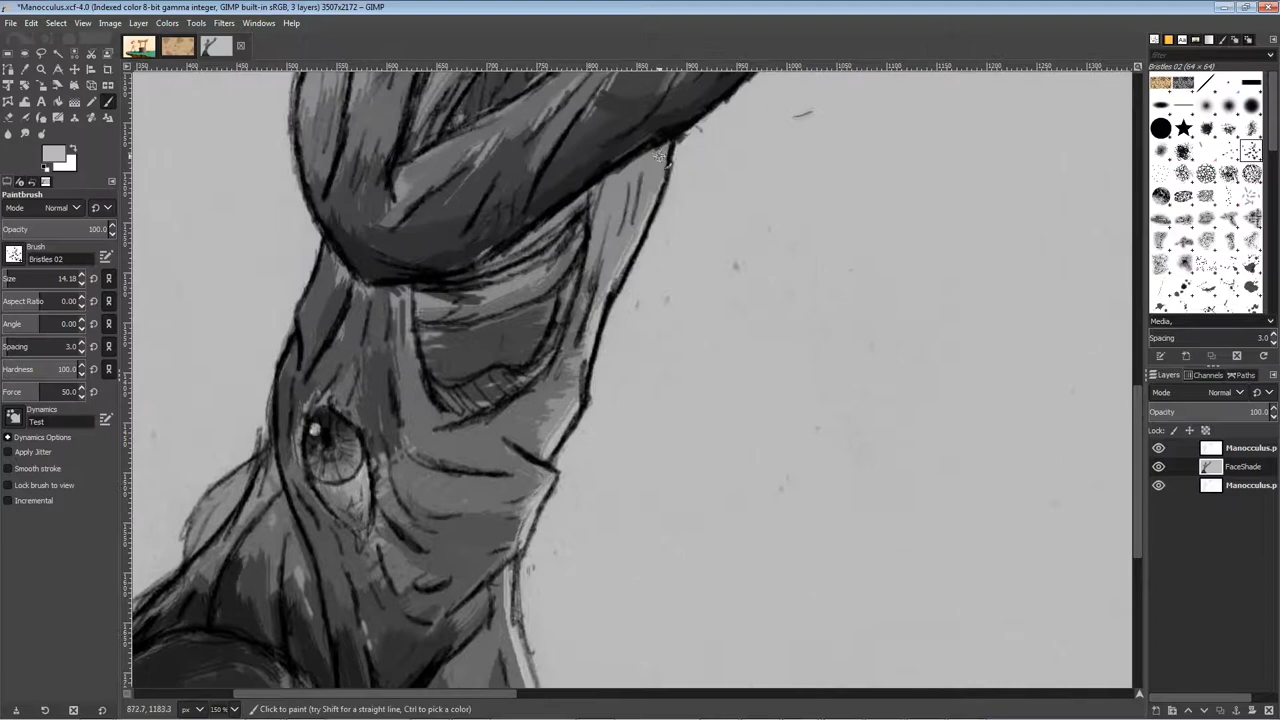 *Manocculus.xcf-4.0 (Indexed color 8-bit gamma integer, GIMP built-in sRGB, 3 layers) 3507x2172 – GIMP
File Edit Select View Image Layer Colors Tools Filters Windows Help
filter
Bristles 02 (64 × 64)
Paintbrush
Mode Normal
Opacity 100.0
Brush
Bristles 02
Size 14.18
Aspect Ratio 0.00
Angle 0.00
Spacing 3.0
Hardness 100.0
Force 50.0
Dynamics
Test
Dynamics Options
Apply Jitter
Smooth stroke
Lock brush to view
Incremental
Media,
Spacing 3.0
Layers Channels Paths
Mode Normal
Opacity 100.0
Lock:
Manocculus.p
FaceShade
Manocculus.p
872.7, 1183.3 px 150 % Click to paint (try Shift for a straight line, Ctrl to pick a color)